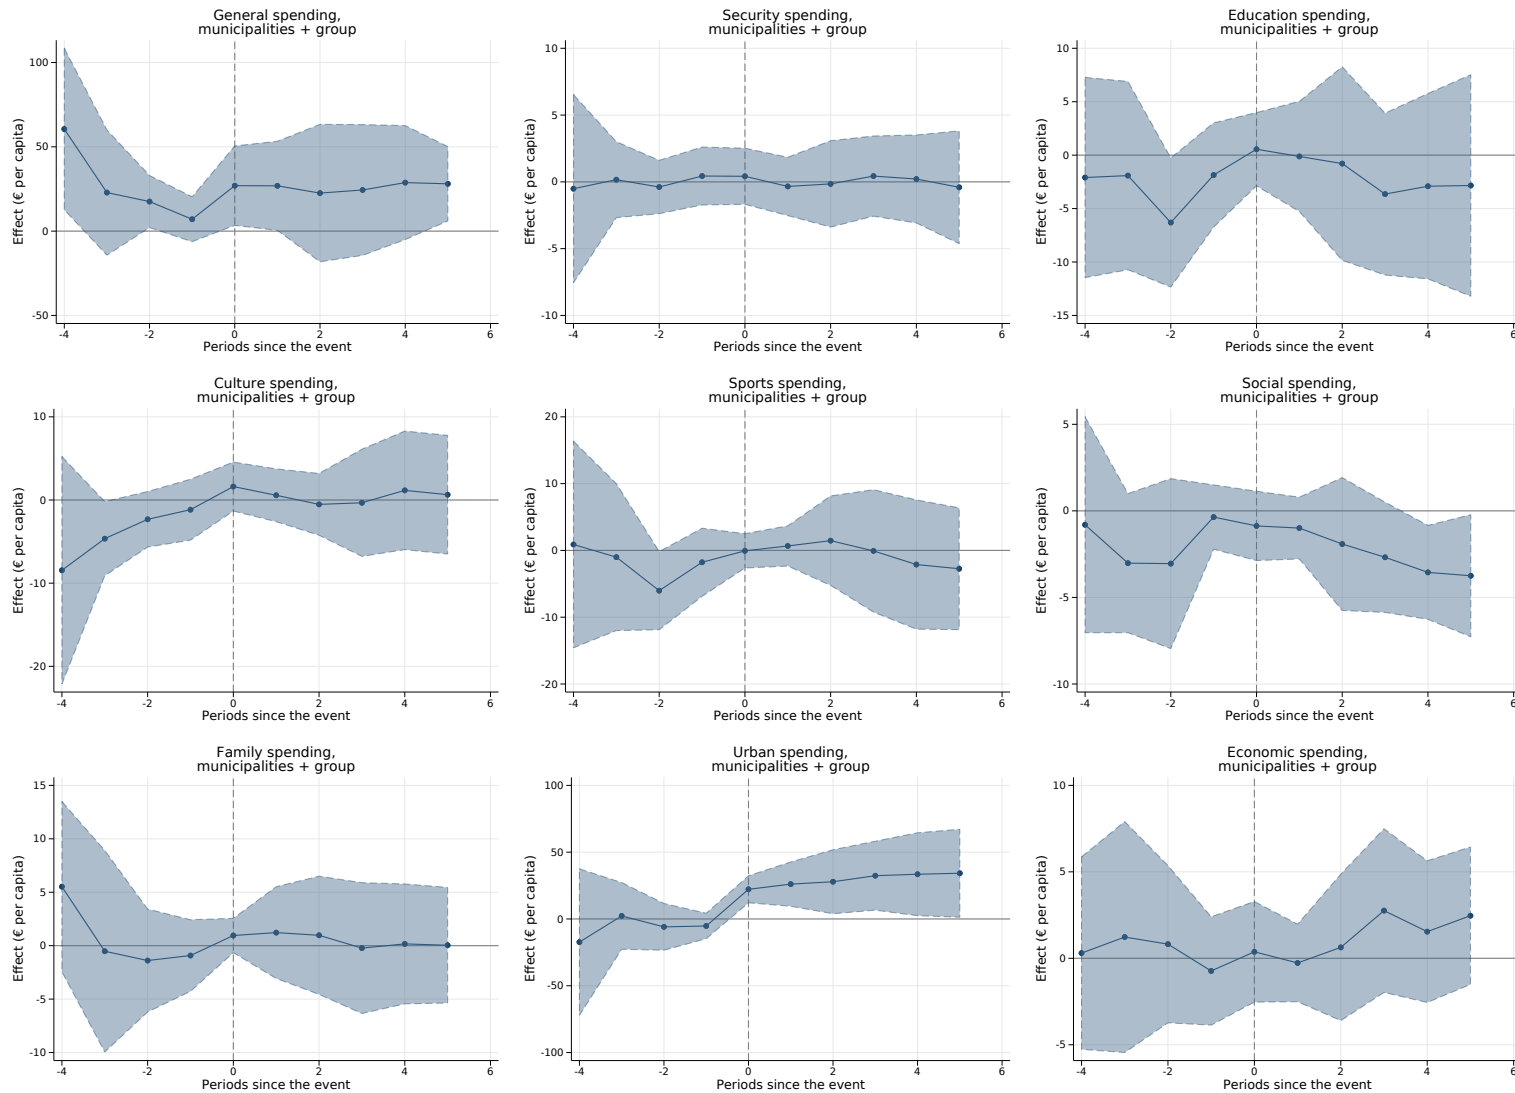 General spending,
municipalities + group
Effect (€ per capita)
100
50
0
-50
-4
-2
0
2
4
6
Periods since the event
Security spending,
municipalities + group
Effect (€ per capita)
10
5
0
-5
-10
-4
-2
0
2
4
6
Periods since the event
Education spending,
municipalities + group
Effect (€ per capita)
10
5
0
-5
-10
-15
-4
-2
0
2
4
6
Periods since the event
Culture spending,
municipalities + group
Effect (€ per capita)
10
0
-10
-20
-4
-2
0
2
4
6
Periods since the event
Sports spending,
municipalities + group
Effect (€ per capita)
20
10
0
-10
-20
-4
-2
0
2
4
6
Periods since the event
Social spending,
municipalities + group
Effect (€ per capita)
5
0
-5
-10
-4
-2
0
2
4
6
Periods since the event
Family spending,
municipalities + group
Effect (€ per capita)
15
10
5
0
-5
-10
-4
-2
0
2
4
6
Periods since the event
Urban spending,
municipalities + group
Effect (€ per capita)
100
50
0
-50
-100
-4
-2
0
2
4
6
Periods since the event
Economic spending,
municipalities + group
Effect (€ per capita)
10
5
0
-5
-4
-2
0
2
4
6
Periods since the event